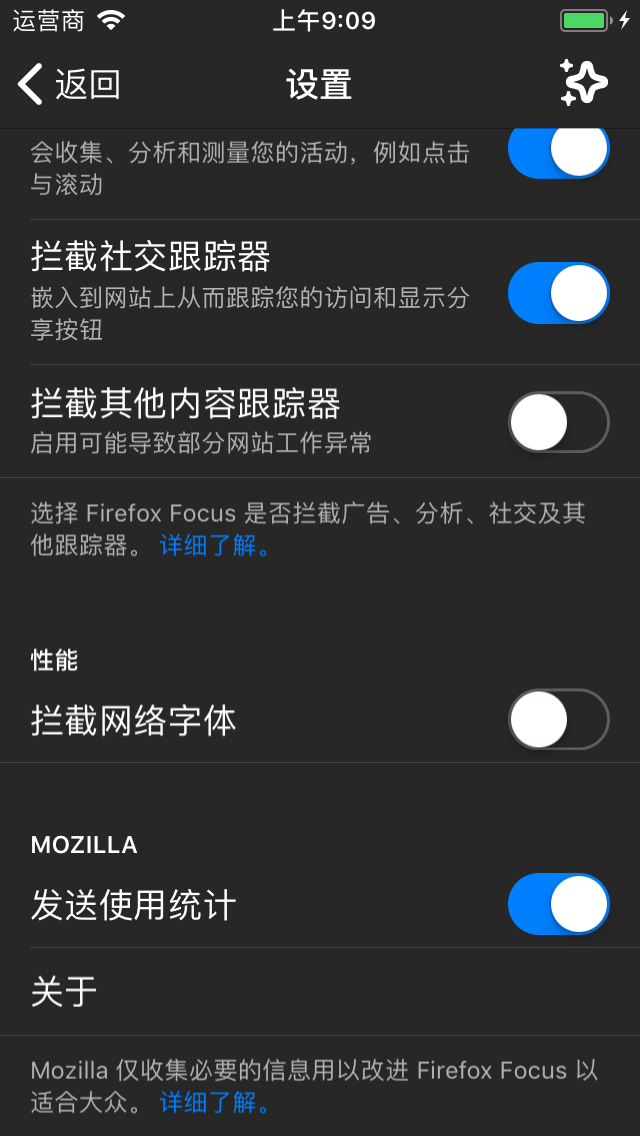 运营商 上午9:09
返回 设置
会收集、分析和测量您的活动，例如点击
与滚动
拦截社交跟踪器
嵌入到网站上从而跟踪您的访问和显示分
享按钮
拦截其他内容跟踪器
启用可能导致部分网站工作异常
选择 Firefox Focus 是否拦截广告、分析、社交及其
他跟踪器。 详细了解。
性能
拦截网络字体
MOZILLA
发送使用统计
关于
Mozilla 仅收集必要的信息用以改进 Firefox Focus 以
适合大众。 详细了解。